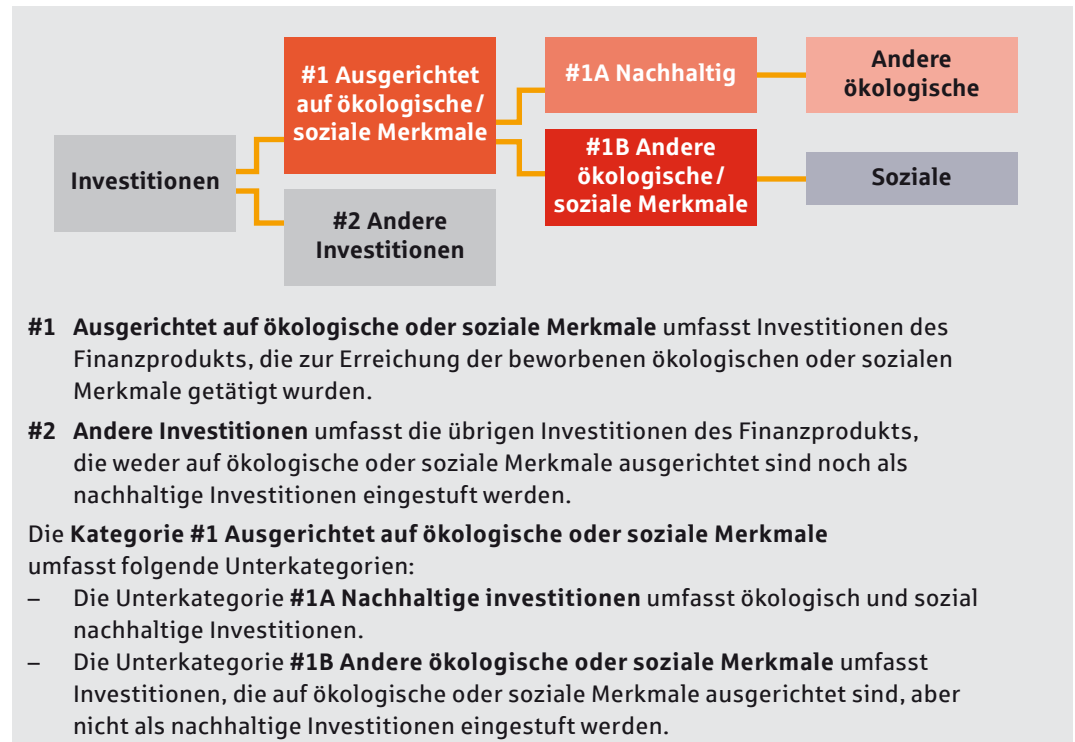 Investitionen
#1 Ausgerichtet
auf ökologische/
soziale Merkmale
#2 Andere
Investitionen
#1A Nachhaltig
#1B Andere
ökologische/
soziale Merkmale
Andere
ökologische
Soziale
#1 Ausgerichtet auf ökologische oder soziale Merkmale umfasst Investitionen des
Finanzprodukts, die zur Erreichung der beworbenen ökologischen oder sozialen
Merkmale getätigt wurden.
#2 Andere Investitionen umfasst die übrigen Investitionen des Finanzprodukts,
die weder auf ökologische oder soziale Merkmale ausgerichtet sind noch als
nachhaltige Investitionen eingestuft werden.
Die Kategorie #1 Ausgerichtet auf ökologische oder soziale Merkmale
umfasst folgende Unterkategorien:
– Die Unterkategorie #1A Nachhaltige investitionen umfasst ökologisch und sozial
nachhaltige Investitionen.
– Die Unterkategorie #1B Andere ökologische oder soziale Merkmale umfasst
Investitionen, die auf ökologische oder soziale Merkmale ausgerichtet sind, aber
nicht als nachhaltige Investitionen eingestuft werden.